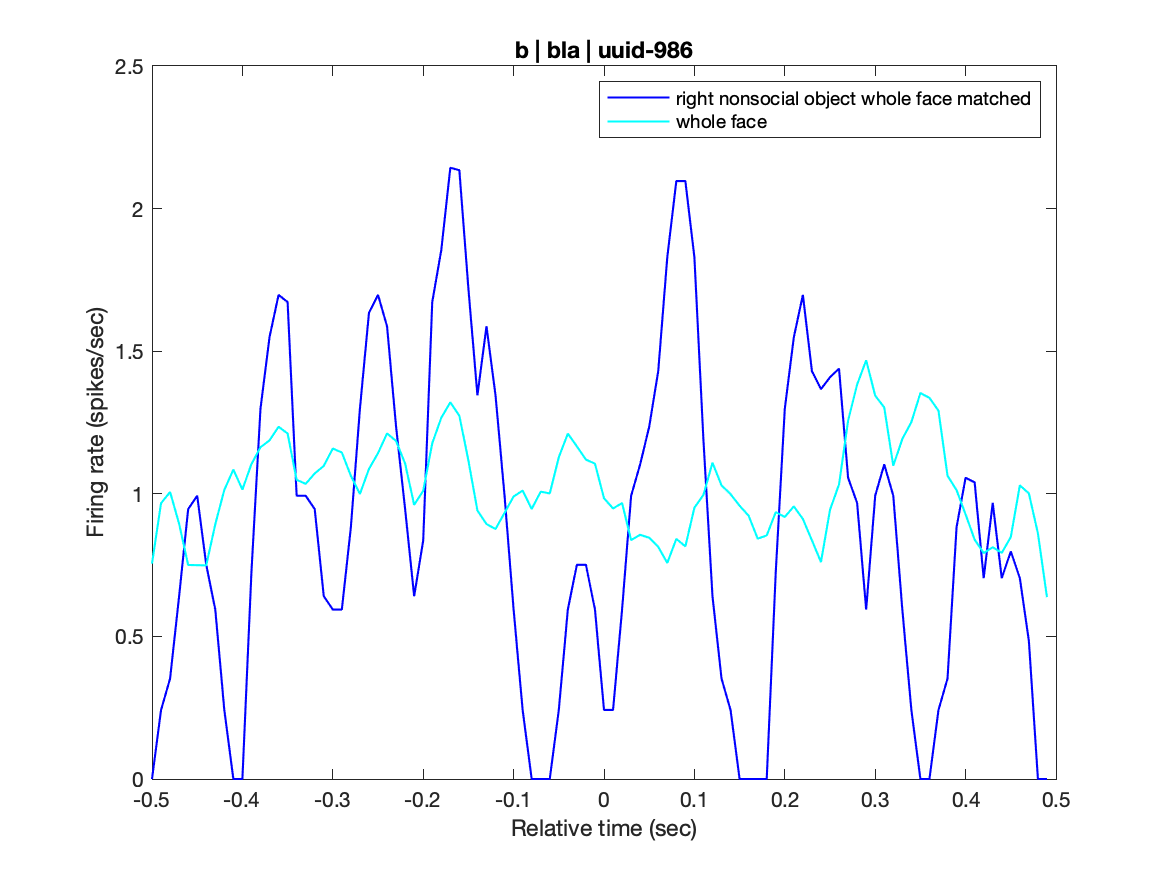 b | bla | uuid-986
2.5
2
1.5
1
0.5
0
Firing rate (spikes/sec)
right nonsocial object whole face matched
whole face
-0.5 -0.4 -0.3 -0.2 -0.1 0 0.1 0.2 0.3 0.4 0.5
Relative time (sec)